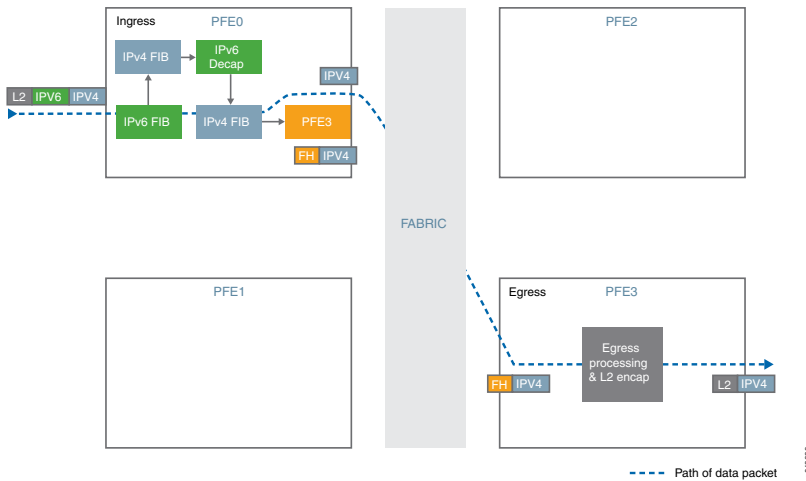 Ingress
PFE0
PFE2
IPv4 FIB
IPv6
Decap
IPV4
L2 IPV6 IPV4
IPv6 FIB
IPv4 FIB
PFE3
FH IPV4
FABRIC
PFE1
Egress
PFE3
Egress
processing
& L2 encap
FH IPV4
L2 IPV4
Path of data packet